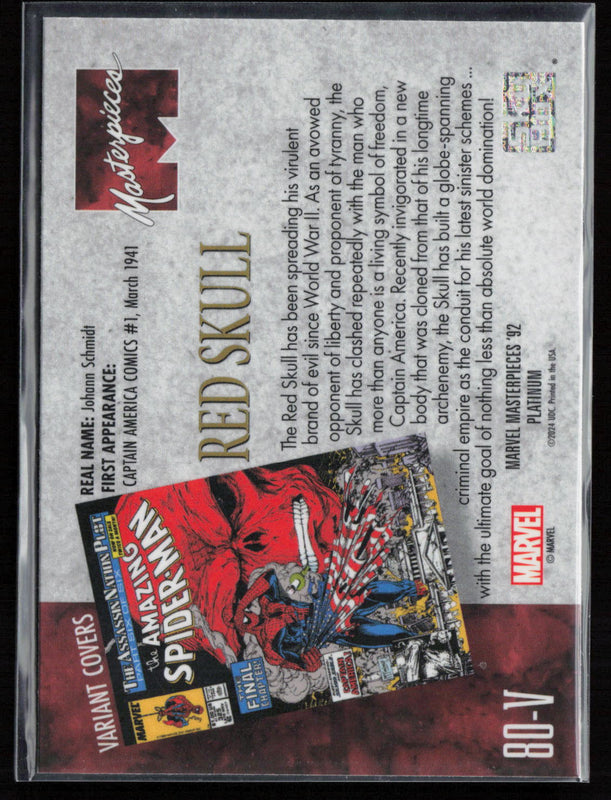 Masterpieces
REAL NAME: Johann Schmidt
FIRST APPEARANCE:
CAPTAIN AMERICA COMICS #1, March 1941
RED SKULL
The Red Skull has been spreading his virulent
brand of evil since World War II. As an avowed
opponent of liberty and proponent of tyranny, the
Skull has clashed repeatedly with the man who
more than anyone is a living symbol of freedom,
Captain America. Recently invigorated in a new
body that was cloned from that of his longtime
archenemy, the Skull has built a globe-spanning
criminal empire as the conduit for his latest sinister schemes ...
with the ultimate goal of nothing less than absolute world domination!
MARVEL MASTERPIECES '92
PLATINUM
©2024 UDC. Printed in the USA.
MARVEL
© MARVEL
®
VARIANT COVERS
THE ASSASSIN NATION PLOT
the AMAZING
SPIDER-MAN
MARVEL
THE
FINAL
CHAPTER!
CAPTAIN
AMERICA!
80-V